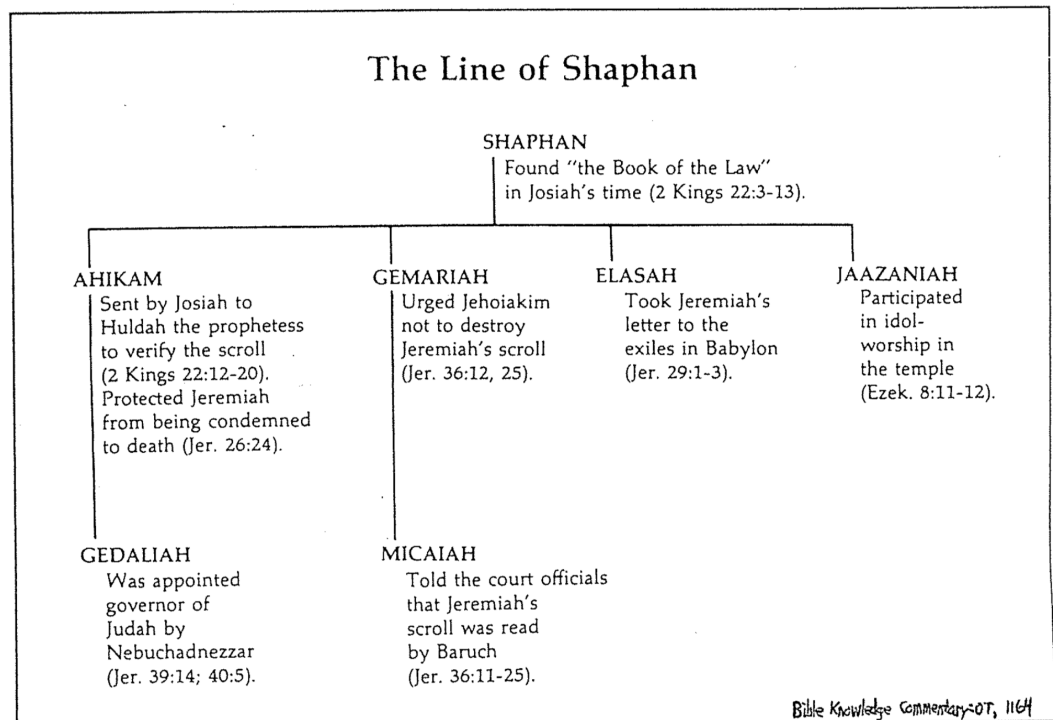 The Line of Shaphan
SHAPHAN
Found "the Book of the Law"
in Josiah's time (2 Kings 22:3-13).
AHIKAM
Sent by Josiah to
Huldah the prophetess
to verify the scroll
(2 Kings 22:12-20).
Protected Jeremiah
from being condemned
to death (Jer. 26:24).
GEMARIAH
Urged Jehoiakim
not to destroy
Jeremiah's scroll
(Jer. 36:12, 25).
ELASAH
Took Jeremiah's
letter to the
exiles in Babylon
(Jer. 29:1-3).
JAAZANIAH
Participated
in idol-
worship in
the temple
(Ezek. 8:11-12).
GEDALIAH
Was appointed
governor of
Judah by
Nebuchadnezzar
(Jer. 39:14; 40:5).
MICAIAH
Told the court officials
that Jeremiah's
scroll was read
by Baruch
(Jer. 36:11-25).
Bible Knowledge Commentary:OT, 1164